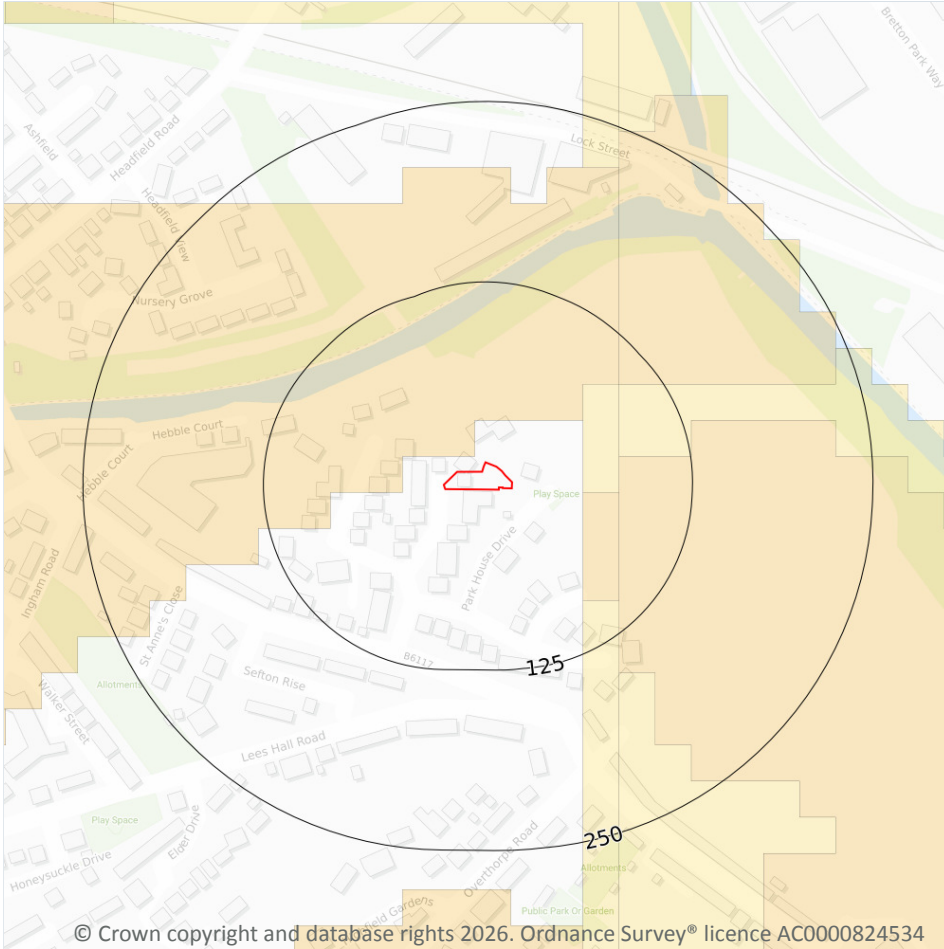 Bretton Park Way
Ashfield
Headfield Road
Lock Street
Headfield View
Nursery Grove
Hebble Court
Hebble Court
Play Space
Park House Drive
Ingham Road
St Anne's Close
B6117
125
Sefton Rise
Allotments
Walker Street
Lees Hall Road
Play Space
Elder Drive
250
Overthorpe Road
Honeysuckle Drive
Allotments
field Gardens
Public Park Or Garden
© Crown copyright and database rights 2026. Ordnance Survey® licence AC0000824534